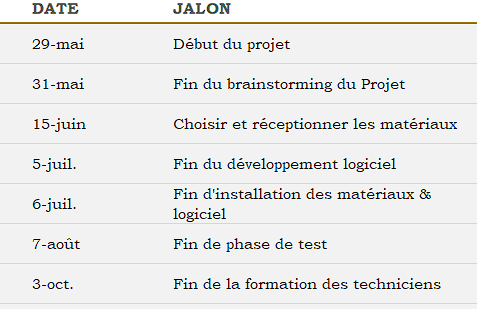 DATE JALON
29-mai Début du projet
31-mai Fin du brainstorming du Projet
15-juin Choisir et réceptionner les matériaux
5-juil. Fin du développement logiciel
6-juil. Fin d'installation des matériaux &
logiciel
7-août Fin de phase de test
3-oct. Fin de la formation des techniciens